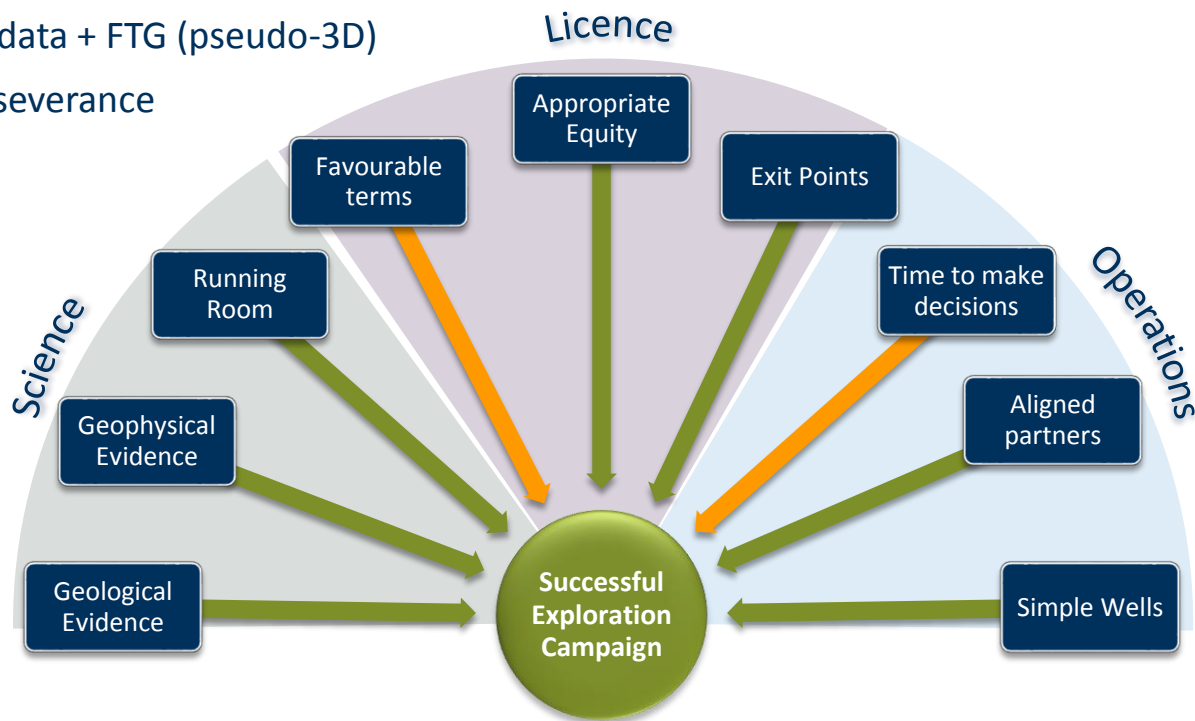 data + FTG (pseudo-3D)
severance
Licence
Science
Operations
Appropriate
Equity
Favourable
terms
Exit Points
Running
Room
Time to make
decisions
Geophysical
Evidence
Aligned
partners
Geological
Evidence
Successful
Exploration
Campaign
Simple Wells